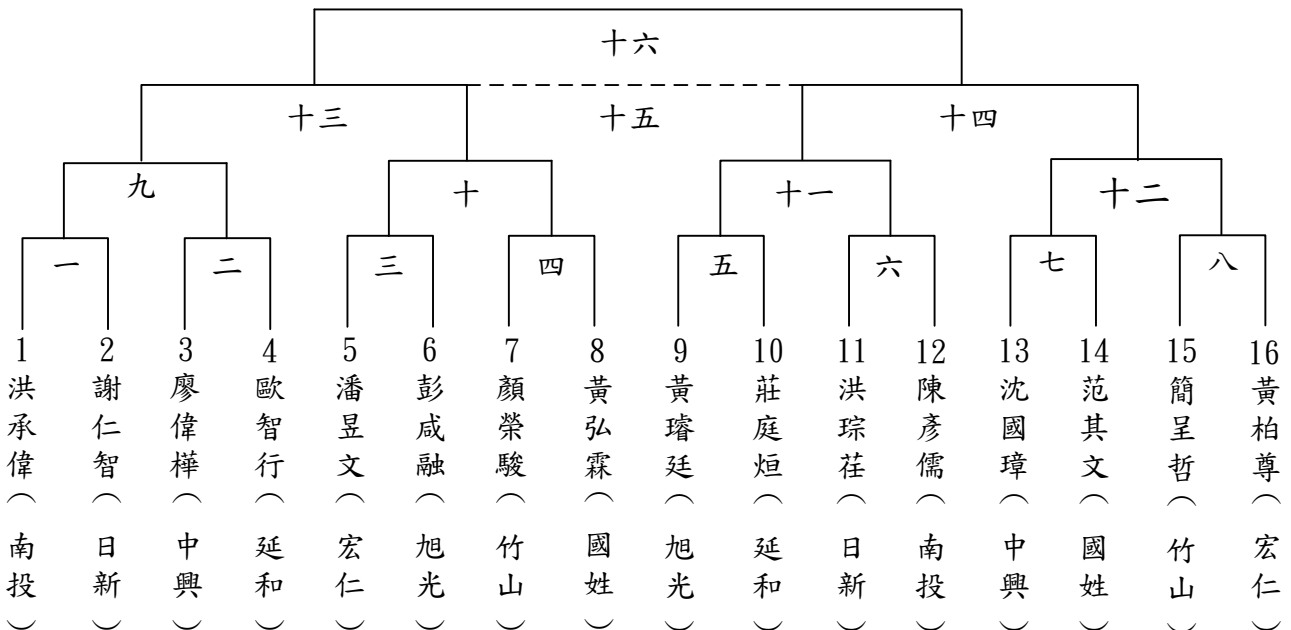 十六
十三
十五
十四
九
十
十一
十二
一
二
三
四
五
六
七
八
1 洪承偉(南投)
2 謝仁智(日新)
3 廖偉樺(中興)
4 歐智行(延和)
5 潘昱文(宏仁)
6 彭咸融(旭光)
7 顏榮駿(竹山)
8 黃弘霖(國姓)
9 黃璿廷(旭光)
10 莊庭烜(延和)
11 洪琮荏(日新)
12 陳彥儒(南投)
13 沈國璋(中興)
14 范其文(國姓)
15 簡呈哲(竹山)
16 黃柏尊(宏仁)